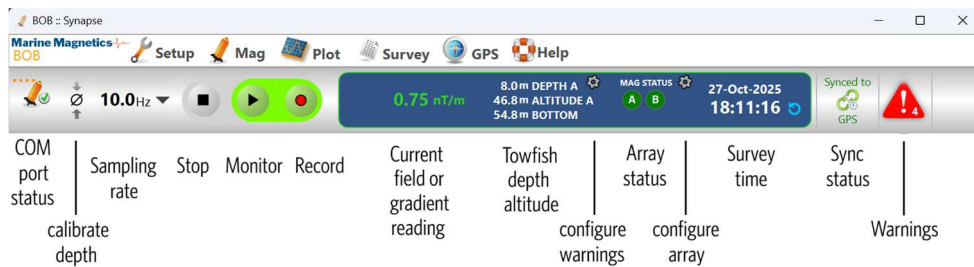 BOB :: Synapse
Marine Magnetics
BOB
Setup
Mag
Plot
Survey
GPS
Help
10.0Hz
0.75 nT/m
8.0m DEPTH A
46.8m ALTITUDE A
54.8m BOTTOM
MAG STATUS
A B
27-Oct-2025
18:11:16
Synced to
GPS
4
COM
port
status
calibrate
depth
Sampling
rate
Stop
Monitor
Record
Current
field or
gradient
reading
Towfish
depth
altitude
configure
warnings
Array
status
configure
array
Survey
time
Sync
status
Warnings